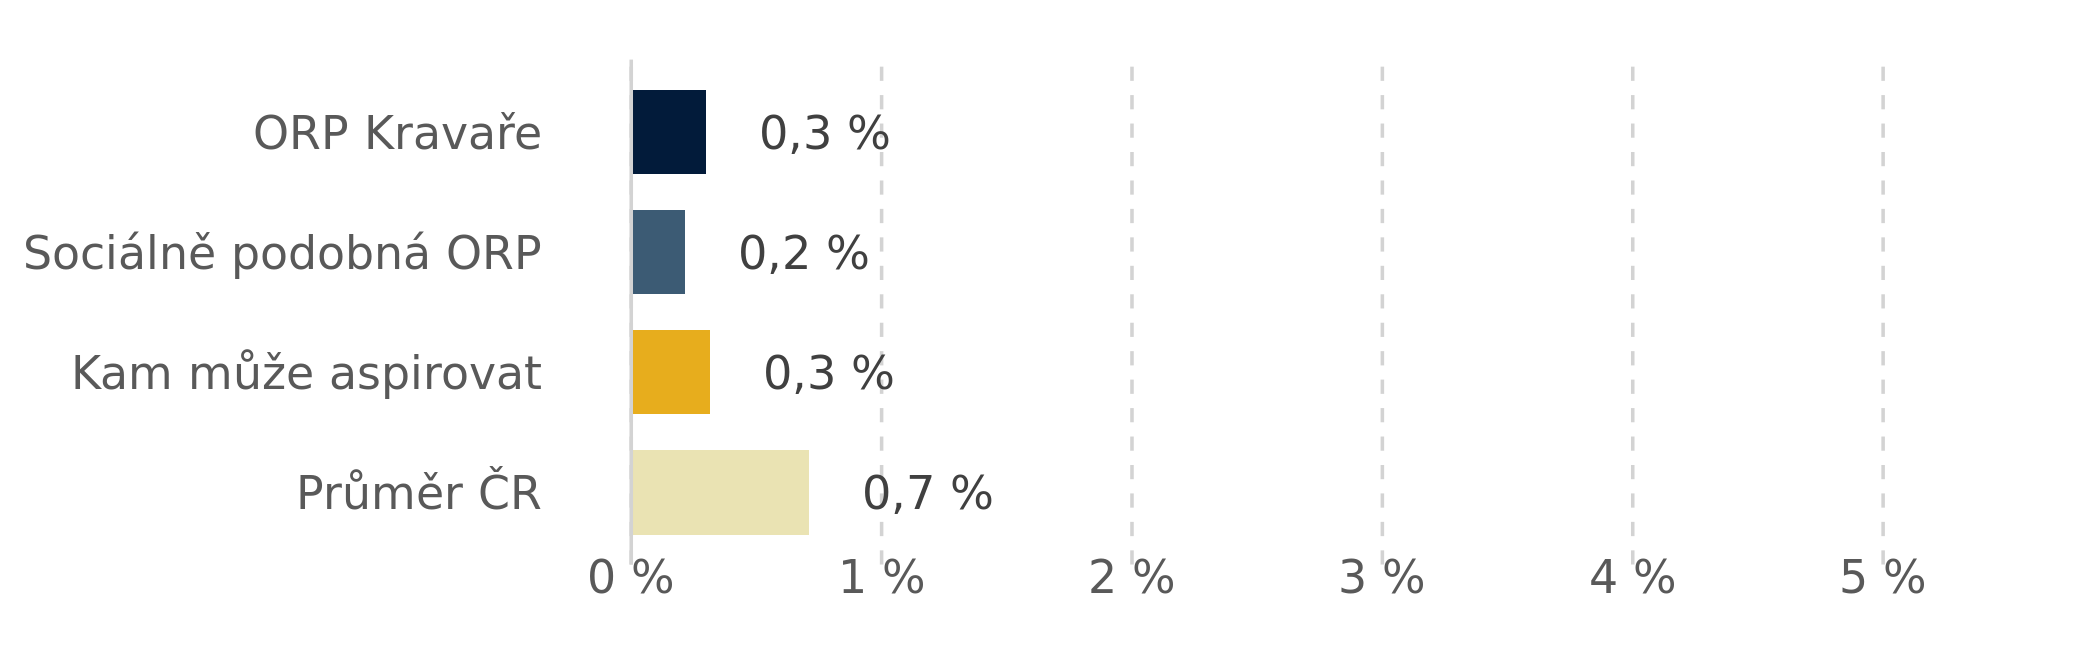 ORP Kravaře 0,3 %
Sociálně podobná ORP 0,2 %
Kam může aspirovat 0,3 %
Průměr ČR 0,7 %
0 % 1 % 2 % 3 % 4 % 5 %